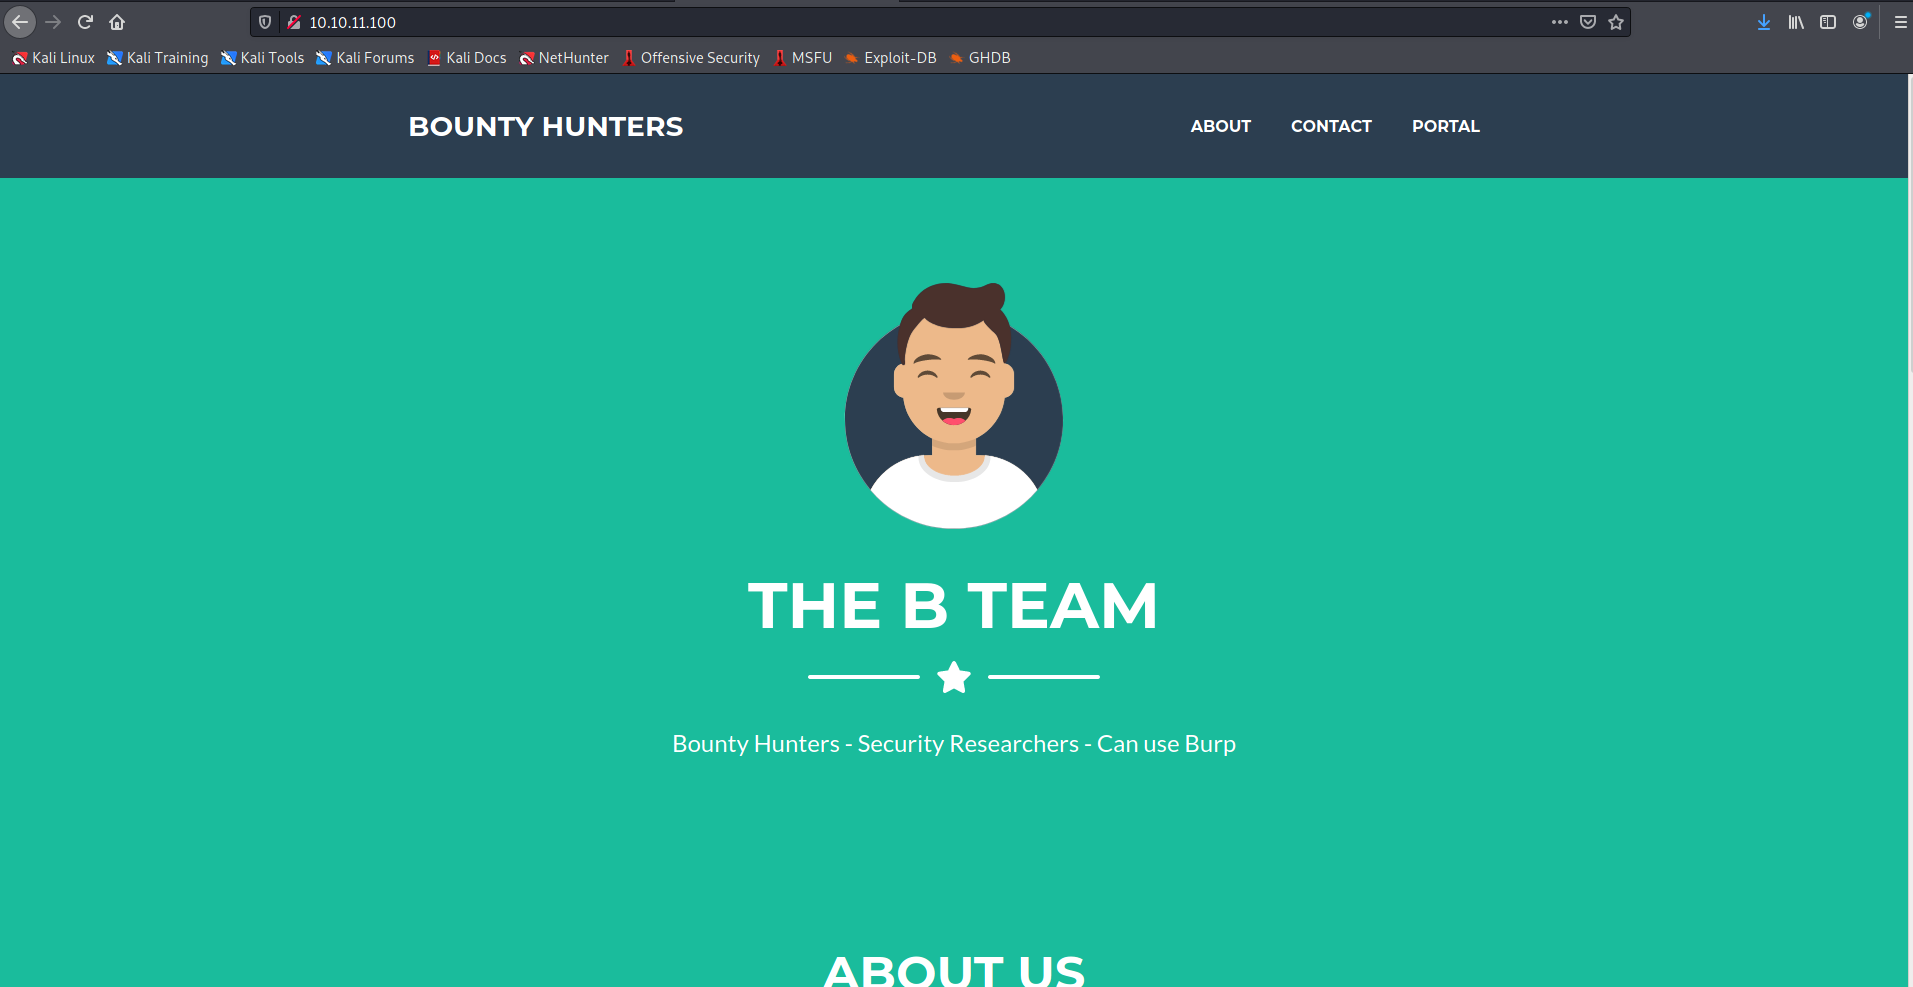 10.10.11.100
Kali Linux Kali Training Kali Tools Kali Forums Kali Docs NetHunter Offensive Security MSFU Exploit-DB GHDB
BOUNTY HUNTERS ABOUT CONTACT PORTAL
THE B TEAM
Bounty Hunters - Security Researchers - Can use Burp
ABOUT US